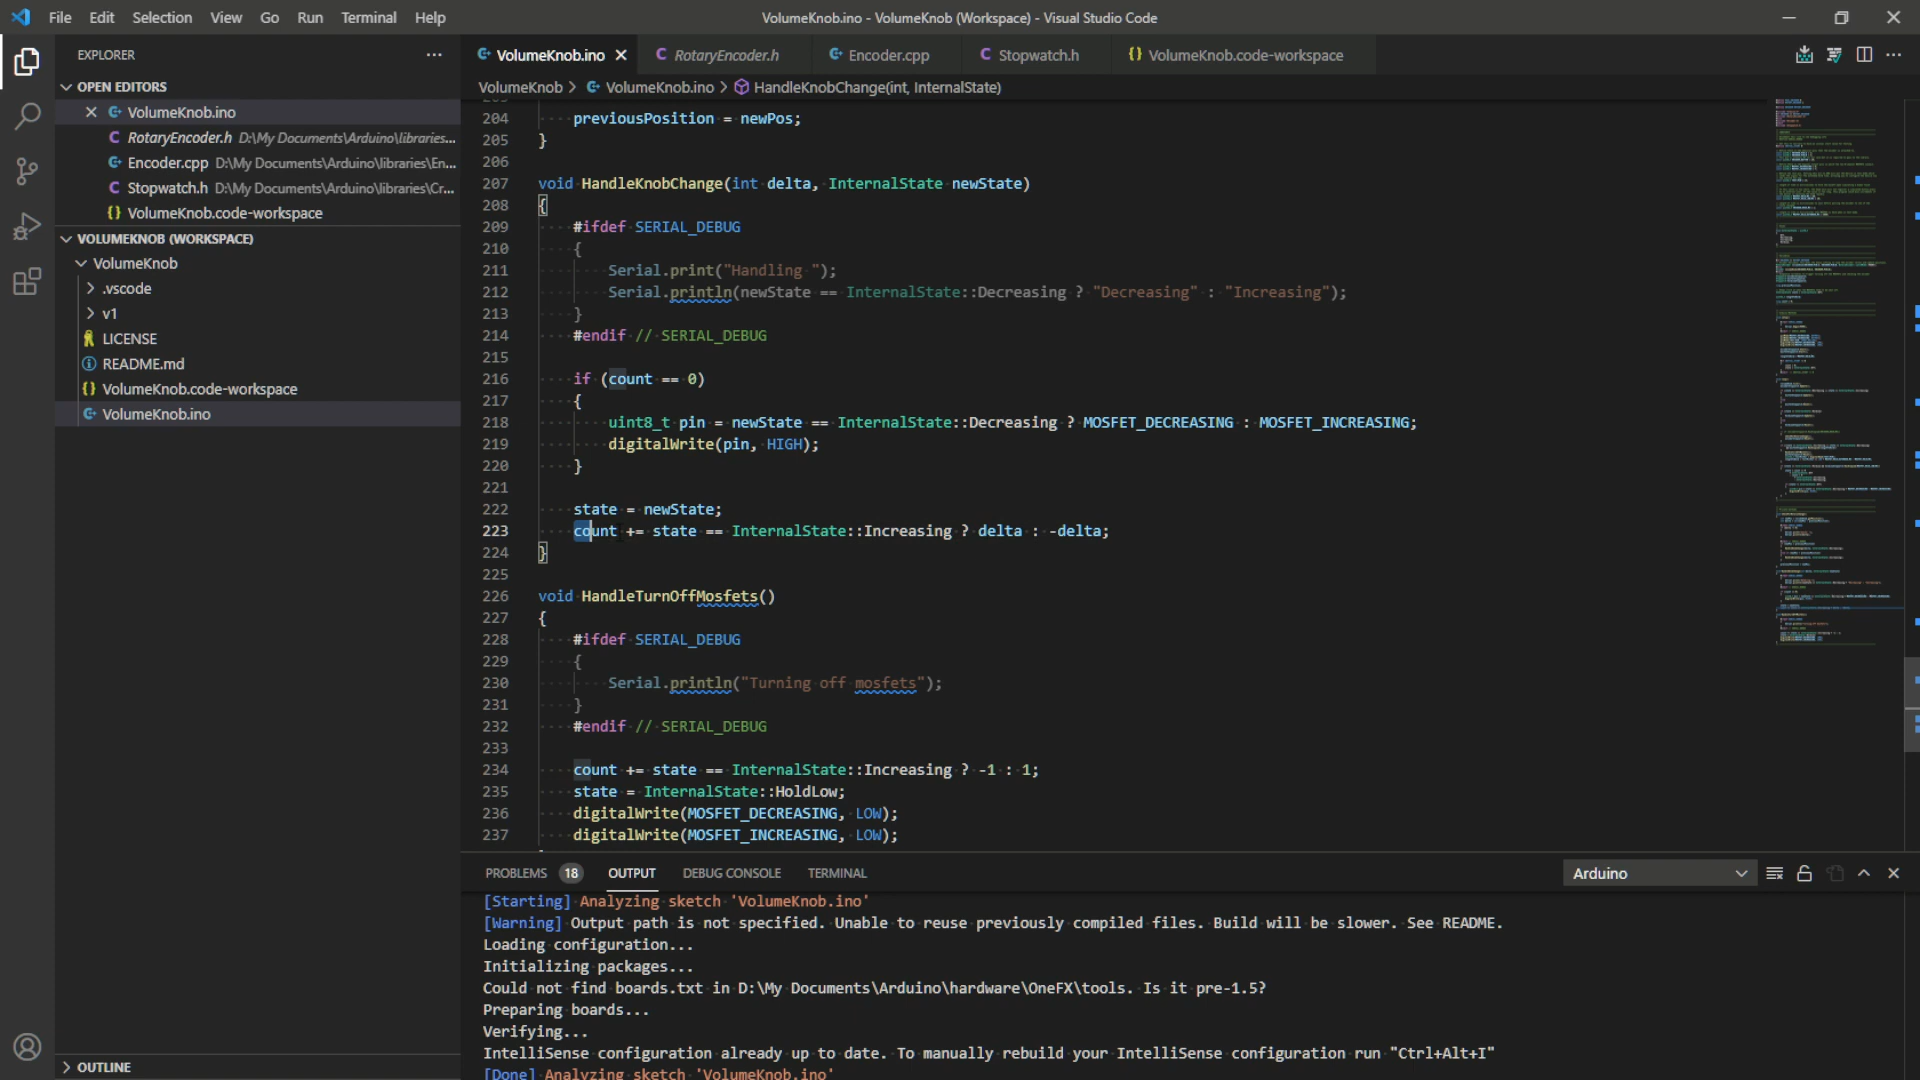 File Edit Selection View Go Run Terminal Help
VolumeKnob.ino - VolumeKnob (Workspace) - Visual Studio Code
EXPLORER
OPEN EDITORS
VolumeKnob.ino
RotaryEncoder.h D:\My Documents\Arduino\libraries...
Encoder.cpp D:\My Documents\Arduino\libraries\En...
Stopwatch.h D:\My Documents\Arduino\libraries\Cr...
{} VolumeKnob.code-workspace
VOLUMEKNOB (WORKSPACE)
VolumeKnob
.vscode
v1
LICENSE
README.md
{} VolumeKnob.code-workspace
VolumeKnob.ino
OUTLINE
VolumeKnob.ino RotaryEncoder.h Encoder.cpp Stopwatch.h {} VolumeKnob.code-workspace
VolumeKnob > VolumeKnob.ino > HandleKnobChange(int, InternalState)
203
204 previousPosition = newPos;
205 }
206
207 void HandleKnobChange(int delta, InternalState newState)
208 {
209 #ifdef SERIAL_DEBUG
210 {
211 Serial.print("Handling ");
212 Serial.println(newState == InternalState::Decreasing ? "Decreasing" : "Increasing");
213 }
214 #endif // SERIAL_DEBUG
215
216 if (count == 0)
217 {
218 uint8_t pin = newState == InternalState::Decreasing ? MOSFET_DECREASING : MOSFET_INCREASING;
219 digitalWrite(pin, HIGH);
220 }
221
222 state = newState;
223 count += state == InternalState::Increasing ? delta : -delta;
224 }
225
226 void HandleTurnOffMosfets()
227 {
228 #ifdef SERIAL_DEBUG
229 {
230 Serial.println("Turning off mosfets");
231 }
232 #endif // SERIAL_DEBUG
233
234 count += state == InternalState::Increasing ? -1 : 1;
235 state = InternalState::HoldLow;
236 digitalWrite(MOSFET_DECREASING, LOW);
237 digitalWrite(MOSFET_INCREASING, LOW);
PROBLEMS 18 OUTPUT DEBUG CONSOLE TERMINAL Arduino
[Starting] Analyzing sketch 'VolumeKnob.ino'
[Warning] Output path is not specified. Unable to reuse previously compiled files. Build will be slower. See README.
Loading configuration...
Initializing packages...
Could not find boards.txt in D:\My Documents\Arduino\hardware\OneFX\tools. Is it pre-1.5?
Preparing boards...
Verifying...
IntelliSense configuration already up to date. To manually rebuild your IntelliSense configuration run "Ctrl+Alt+I"
[Done] Analyzing sketch 'VolumeKnob.ino'